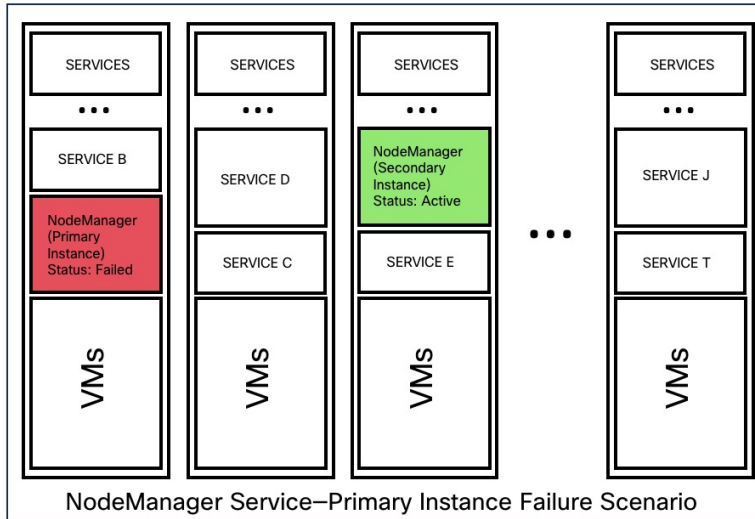 SERVICES
...
SERVICE B
NodeManager
(Primary
Instance)
Status: Failed
VMs
SERVICES
...
SERVICE D
SERVICE C
VMs
SERVICES
...
NodeManager
(Secondary
Instance)
Status: Active
SERVICE E
VMs
...
SERVICES
...
SERVICE J
SERVICE T
VMs
NodeManager Service—Primary Instance Failure Scenario